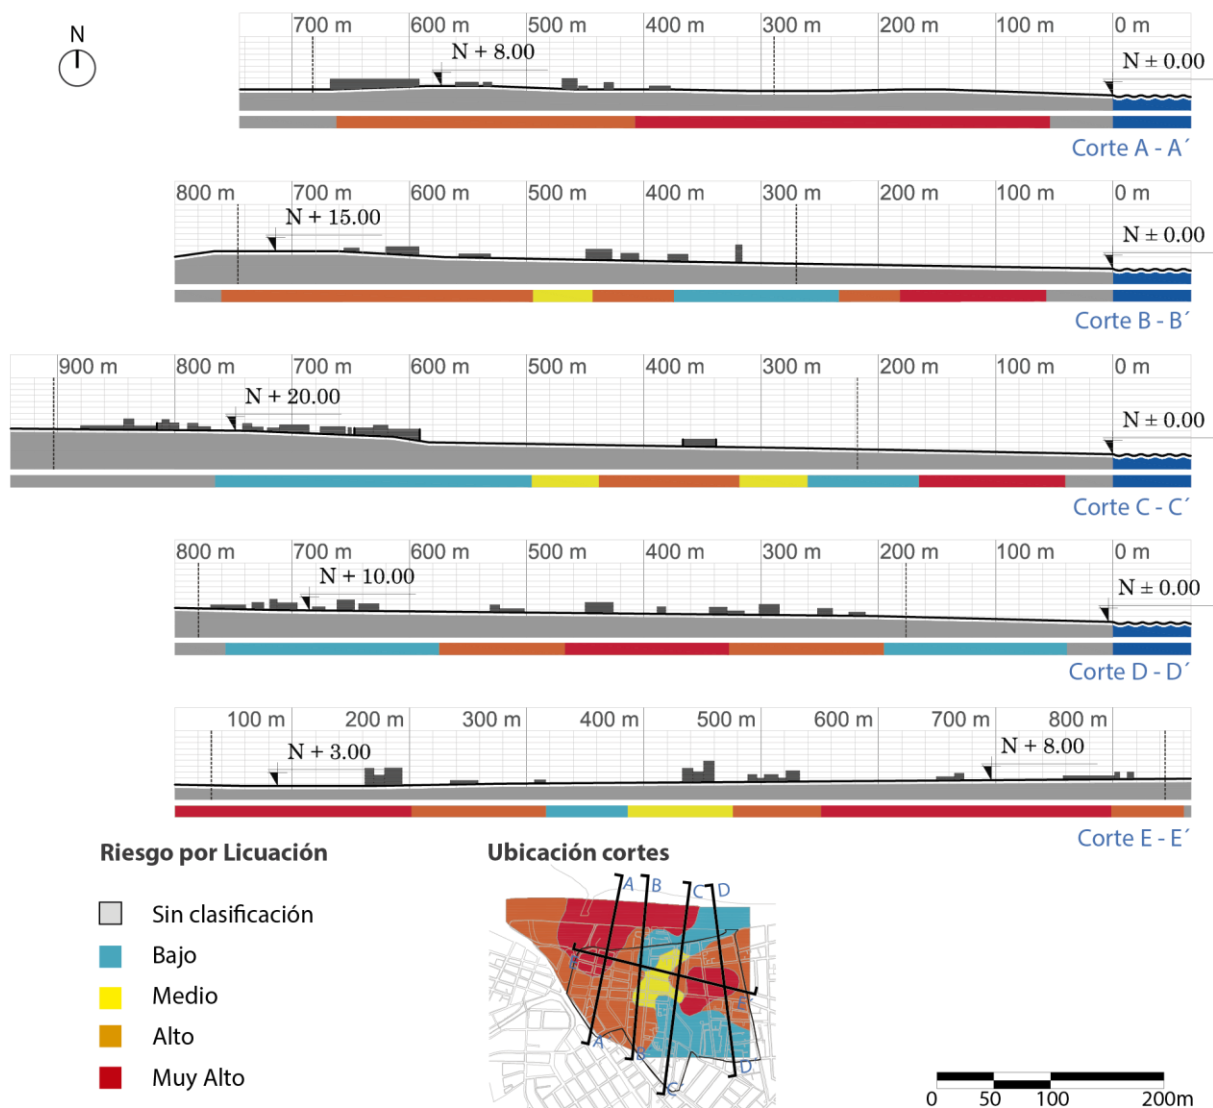 N
700 m 600 m 500 m 400 m 300 m 200 m 100 m 0 m
N + 8.00
N ± 0.00
Corte A - A´
800 m 700 m 600 m 500 m 400 m 300 m 200 m 100 m 0 m
N + 15.00
N ± 0.00
Corte B - B´
900 m 800 m 700 m 600 m 500 m 400 m 300 m 200 m 100 m 0 m
N + 20.00
N ± 0.00
Corte C - C´
800 m 700 m 600 m 500 m 400 m 300 m 200 m 100 m 0 m
N + 10.00
N ± 0.00
Corte D - D´
100 m 200 m 300 m 400 m 500 m 600 m 700 m 800 m
N + 3.00
N + 8.00
Corte E - E´
Riesgo por Licuación
Sin clasificación
Bajo
Medio
Alto
Muy Alto
Ubicación cortes
A B C D
E
A B C´ D
0 50 100 200m